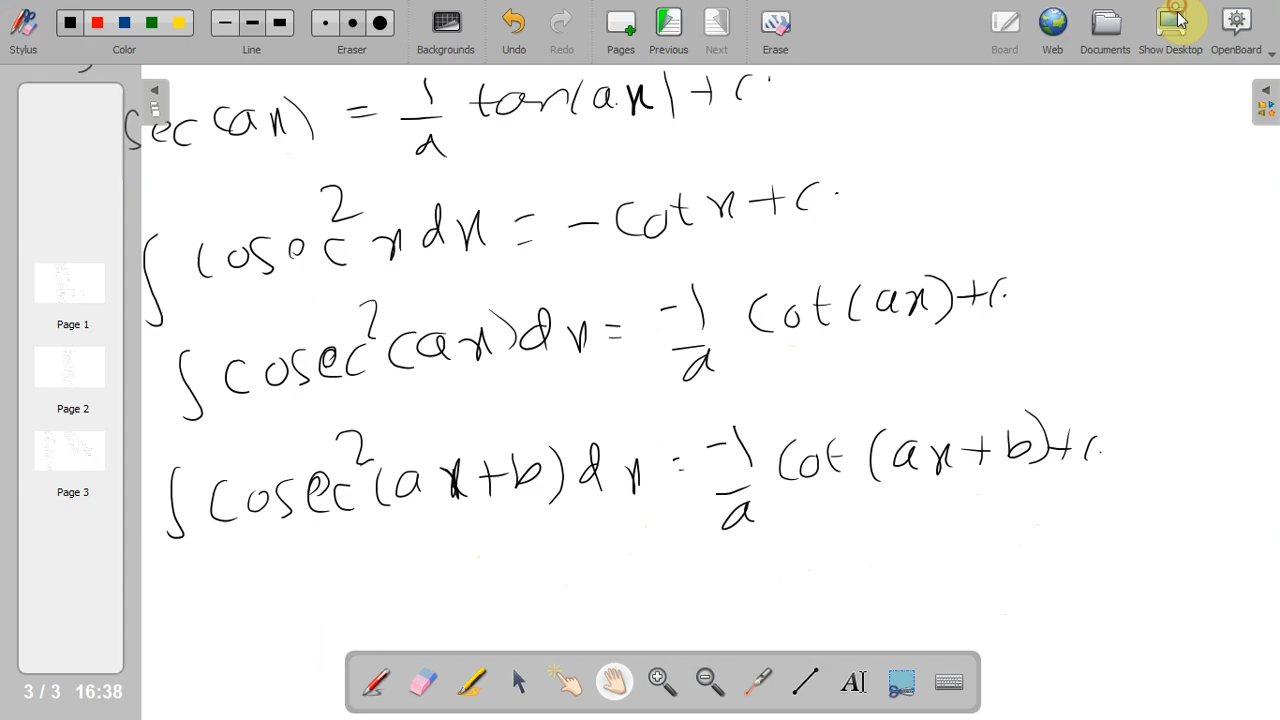 Stylus Color Line Eraser Backgrounds Undo Redo Pages Previous Next Erase Board Web Documents Show Desktop OpenBoard
sec(ax) = 1/a tan(ax)+c.
∫ cosec² x dx = -cot x+c.
∫ cosec²(ax)dx = -1/a cot(ax)+c.
∫ cosec²(ax+b)dx = -1/a cot(ax+b)+c.
Page 1
Page 2
Page 3
3 / 3 16:38
AI